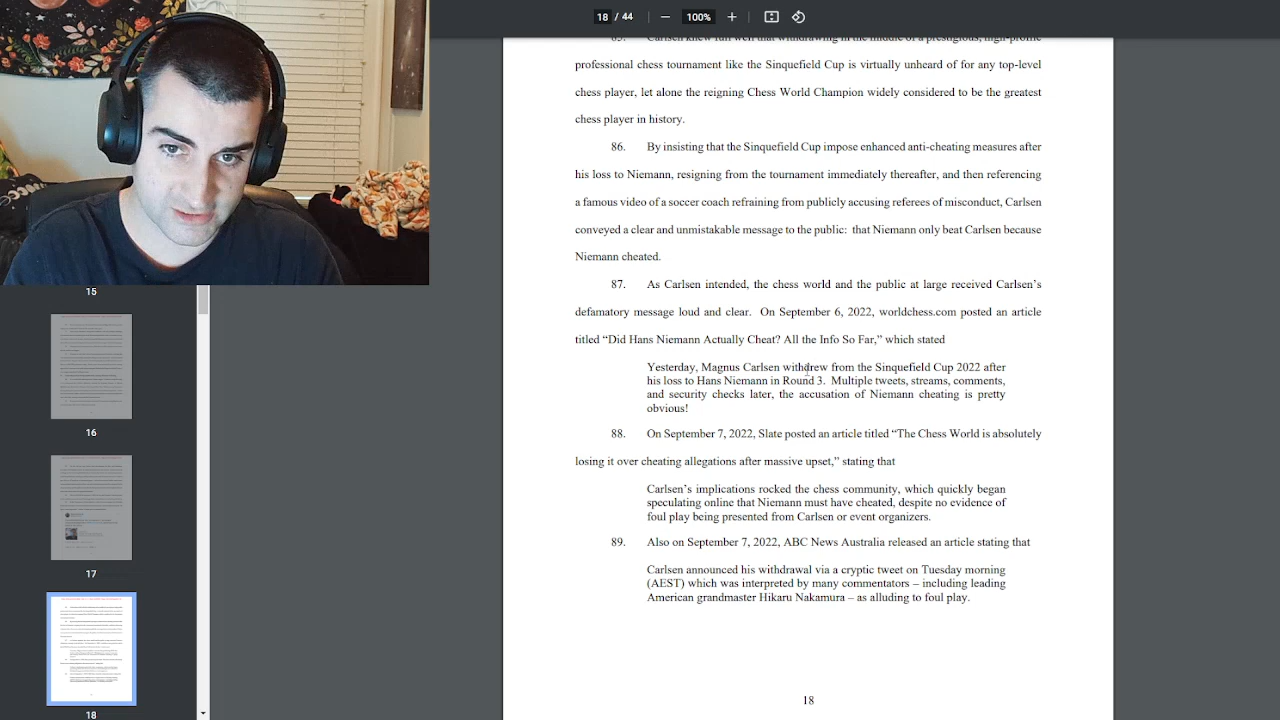 18 / 44
100%
85. Carlsen knew full well that withdrawing in the middle of a prestigious, high-profile
professional chess tournament like the Sinquefield Cup is virtually unheard of for any top-level
chess player, let alone the reigning Chess World Champion widely considered to be the greatest
chess player in history.
86. By insisting that the Sinquefield Cup impose enhanced anti-cheating measures after
his loss to Niemann, resigning from the tournament immediately thereafter, and then referencing
a famous video of a soccer coach refraining from publicly accusing referees of misconduct, Carlsen
conveyed a clear and unmistakable message to the public: that Niemann only beat Carlsen because
Niemann cheated.
87. As Carlsen intended, the chess world and the public at large received Carlsen's
defamatory message loud and clear. On September 6, 2022, worldchess.com posted an article
titled “Did Hans Niemann Actually Cheat? All the Info So Far,” which stated
Yesterday, Magnus Carlsen withdrew from the Sinquefield Cup 2022 after
his loss to Hans Niemann in Round 3. Multiple tweets, streams, comments,
and security checks later, the accusation of Niemann cheating is pretty
obvious!
88. On September 7, 2022, Slate posted an article titled “The Chess World is absolutely
losing it over cheating allegations after massive upset,” stating that
Carlsen's implications rocked the chess community, which quickly began
speculating online that Niemann must have cheated, despite no evidence of
foul play being presented from Carlsen or event organizers.
89. Also on September 7, 2022, ABC News Australia released an article stating that
Carlsen announced his withdrawal via a cryptic tweet on Tuesday morning
(AEST) which was interpreted by many commentators – including leading
American grandmaster Hikaru Nakamura – as alluding to foul play.
18
15
16
17
18